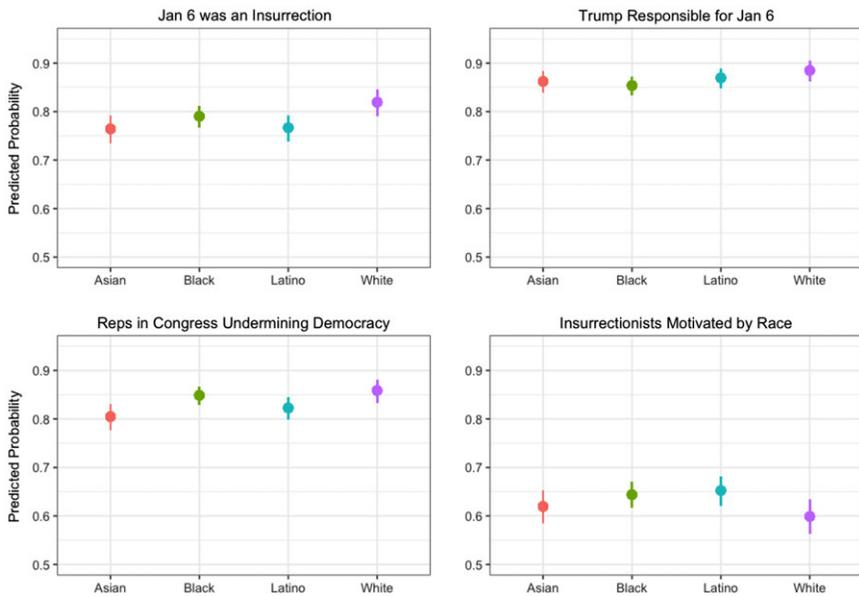 Jan 6 was an Insurrection
Trump Responsible for Jan 6
Predicted Probability
0.9
0.8
0.7
0.6
0.5
Asian Black Latino White
0.9
0.8
0.7
0.6
0.5
Asian Black Latino White
Reps in Congress Undermining Democracy
Insurrectionists Motivated by Race
Predicted Probability
0.9
0.8
0.7
0.6
0.5
Asian Black Latino White
0.9
0.8
0.7
0.6
0.5
Asian Black Latino White